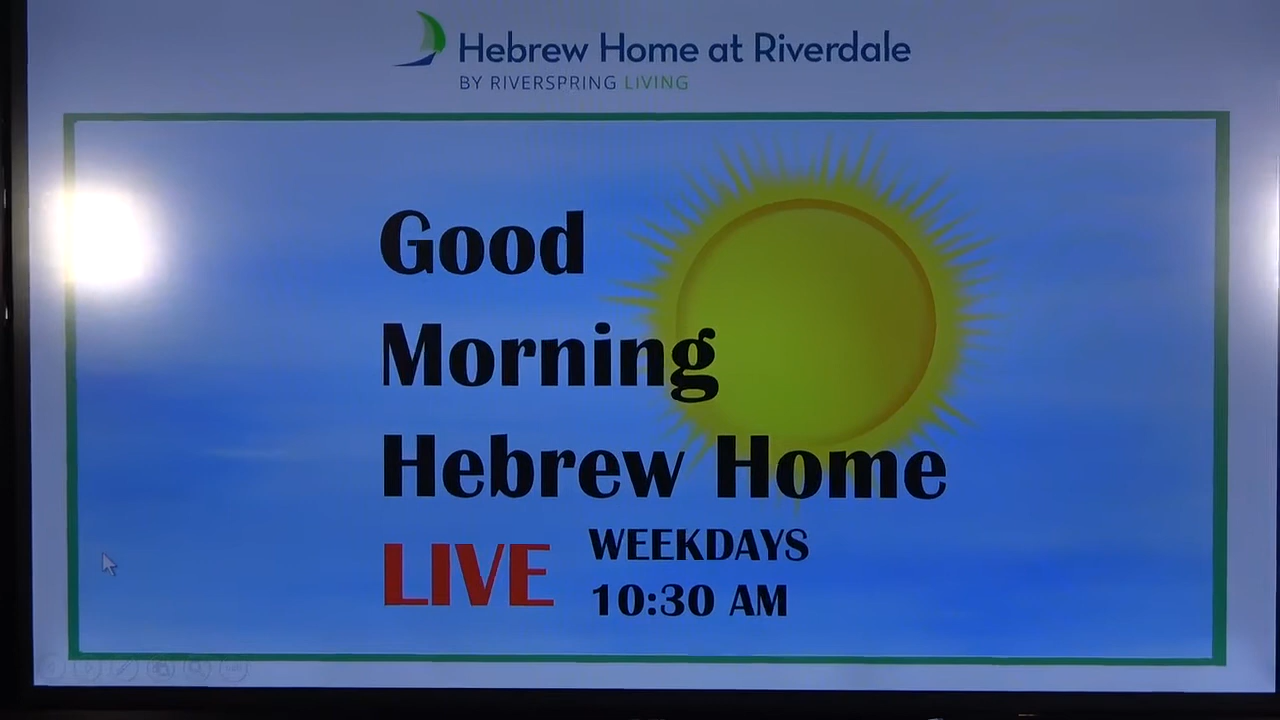 Hebrew Home at Riverdale
BY RIVERSPRING LIVING
Good
Morning
Hebrew Home
LIVE
WEEKDAYS
10:30 AM